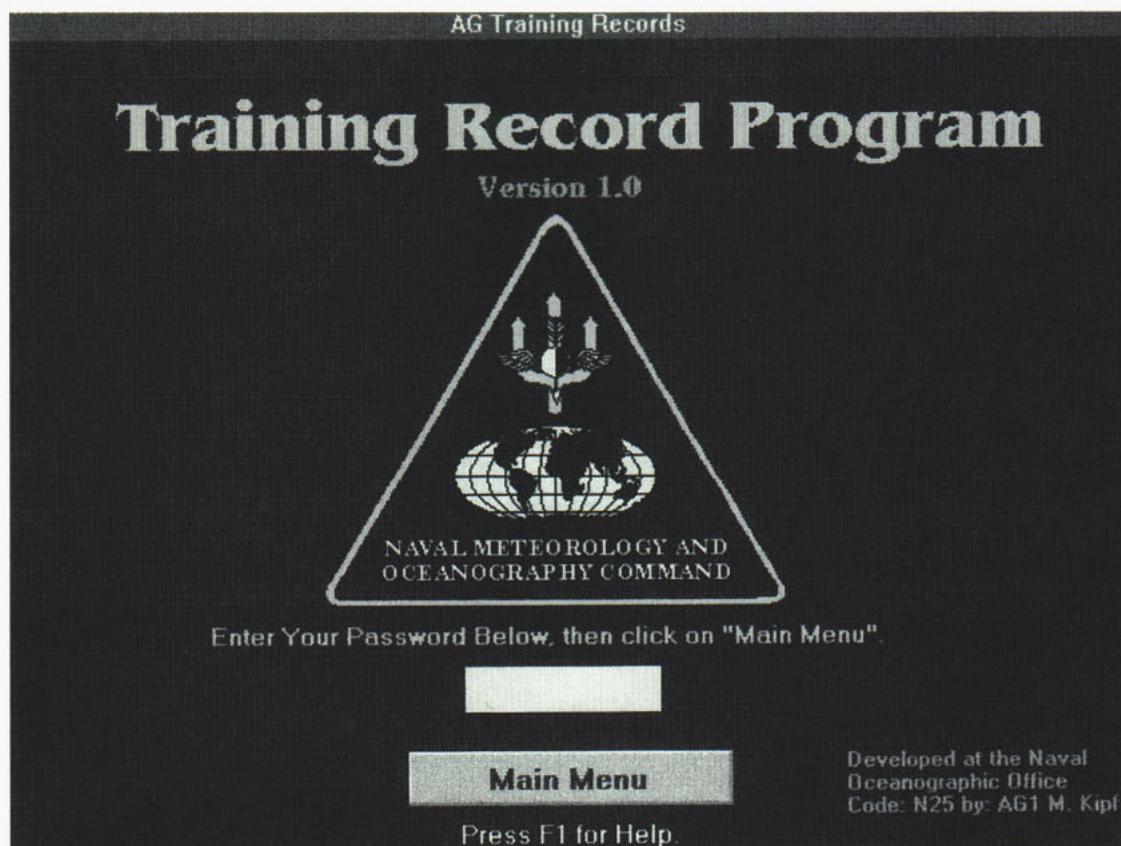 AG Training Records
Training Record Program
Version 1.0
NAVAL METEOROLOGY AND
OCEANOGRAPHY COMMAND
Enter Your Password Below, then click on "Main Menu".
Main Menu
Press F1 for Help.
Developed at the Naval
Oceanographic Office
Code: N25 by: AG1 M. Kipf